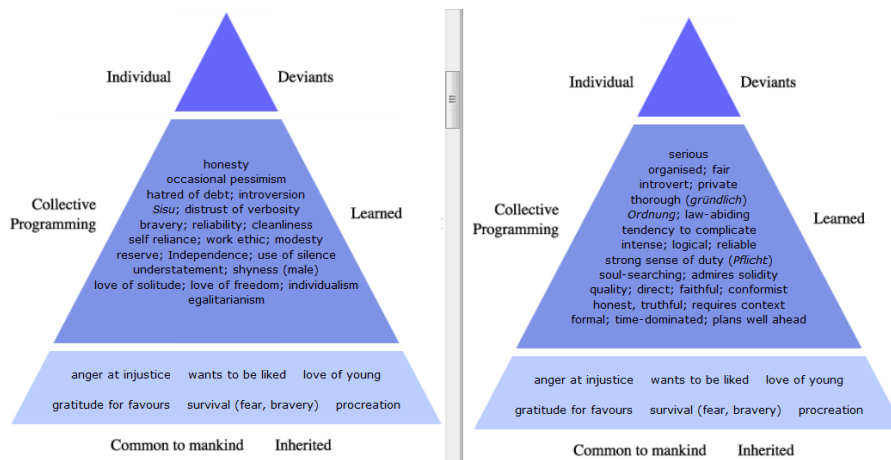 Individual Deviants
honesty
occasional pessimism
hatred of debt; introversion
Sisu; distrust of verbosity
bravery; reliability; cleanliness
self reliance; work ethic; modesty
reserve; Independence; use of silence
understatement; shyness (male)
love of solitude; love of freedom; individualism
egalitarianism
Collective
Programming
Learned
anger at injustice wants to be liked love of young
gratitude for favours survival (fear, bravery) procreation
Common to mankind Inherited
Individual Deviants
serious
organised; fair
introvert; private
thorough (gründlich)
Ordnung; law-abiding
tendency to complicate
intense; logical; reliable
strong sense of duty (Pflicht)
soul-searching; admires solidity
quality; direct; faithful; conformist
honest, truthful; requires context
formal; time-dominated; plans well ahead
Collective
Programming
Learned
anger at injustice wants to be liked love of young
gratitude for favours survival (fear, bravery) procreation
Common to mankind Inherited